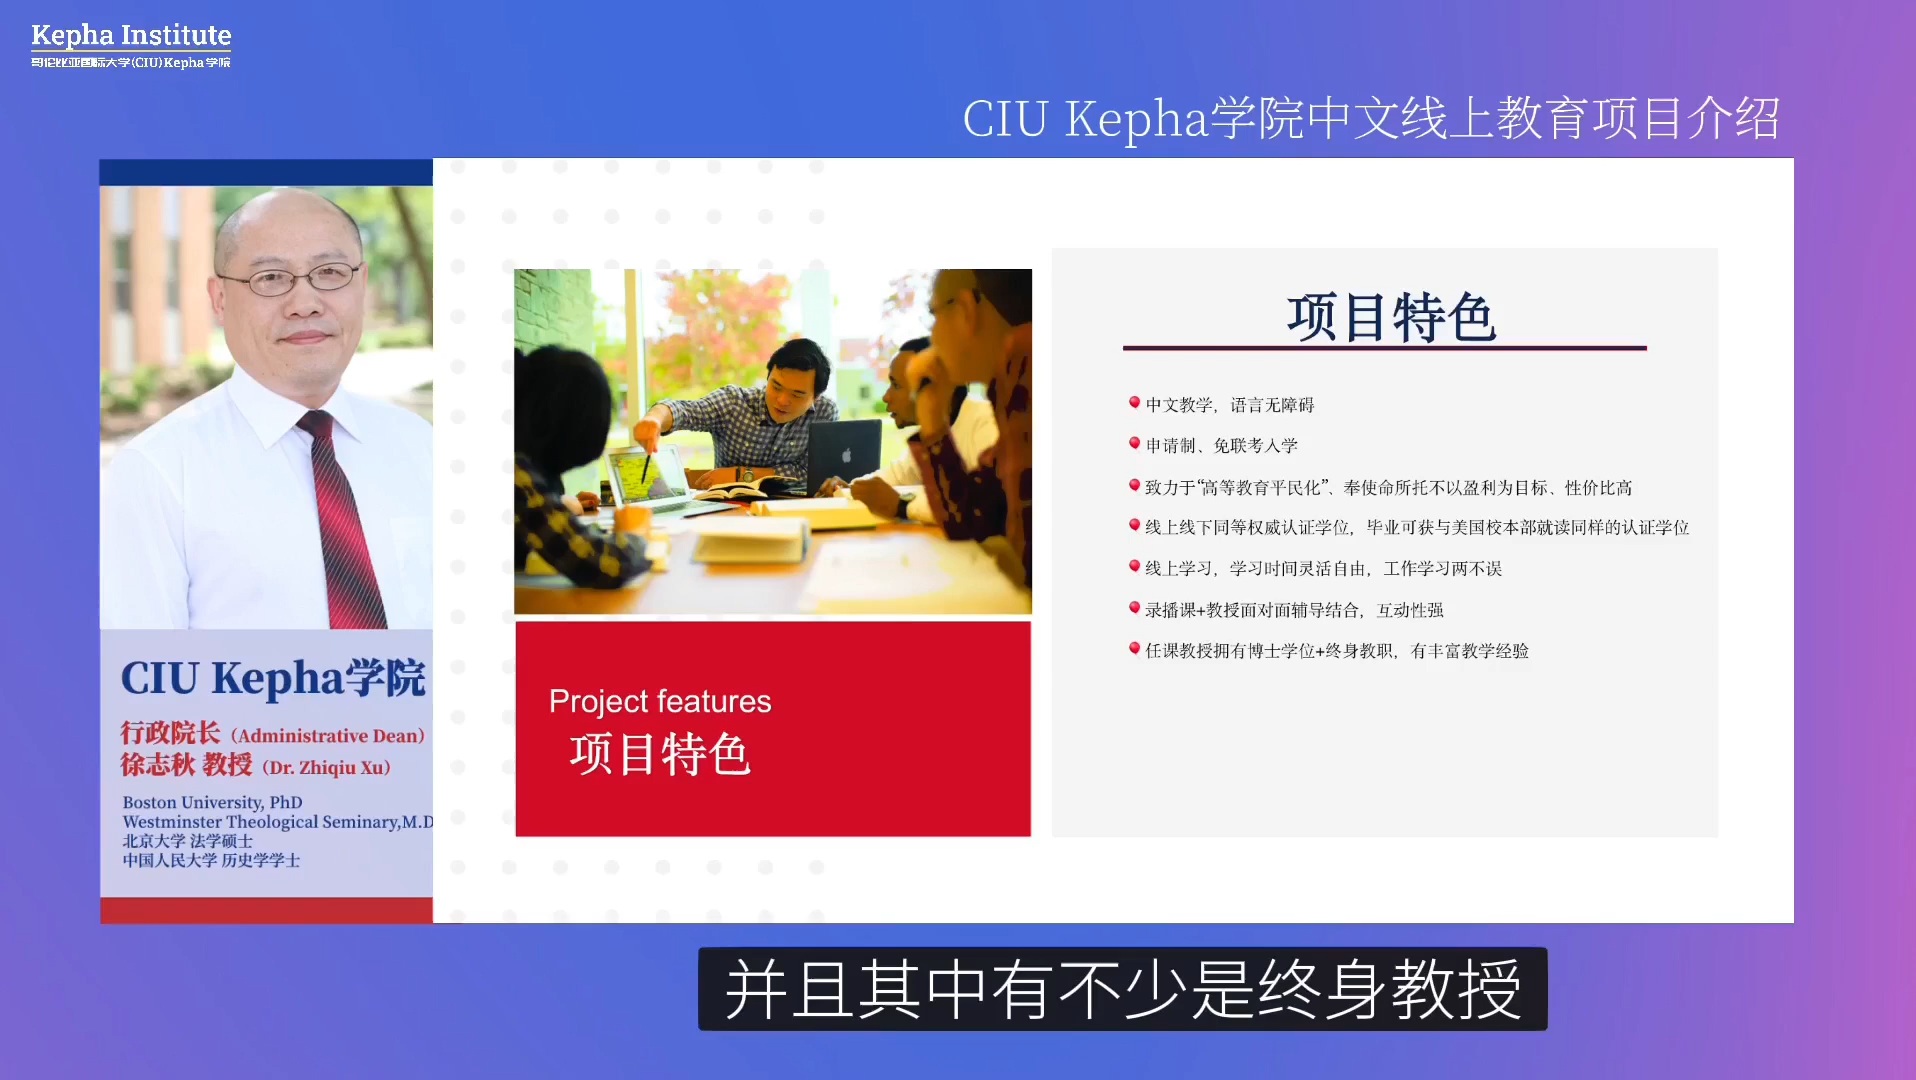 Kepha Institute
哥伦比亚国际大学(CIU)Kepha学院
CIU Kepha学院中文线上教育项目介绍
CIU Kepha学院
行政院长（Administrative Dean）
徐志秋 教授（Dr. Zhiqiu Xu）
Boston University, PhD
Westminster Theological Seminary,M.D
北京大学 法学硕士
中国人民大学 历史学学士
Project features
项目特色
项目特色
中文教学，语言无障碍
申请制、免联考入学
致力于“高等教育平民化”、奉使命所托不以盈利为目标、性价比高
线上线下同等权威认证学位，毕业可获与美国校本部就读同样的认证学位
线上学习，学习时间灵活自由，工作学习两不误
录播课+教授面对面辅导结合，互动性强
任课教授拥有博士学位+终身教职，有丰富教学经验
并且其中有不少是终身教授